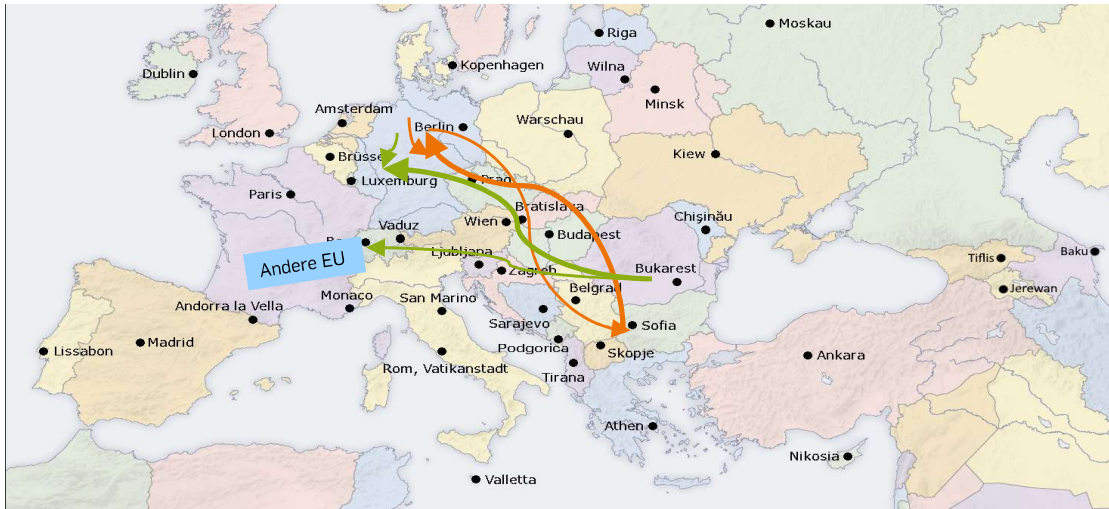 Moskau
Riga
Kopenhagen
Wilna
Dublin
Minsk
Amsterdam
Berlin
Warschau
London
Kiew
Brüsse
Prag
Luxemburg
Paris
Bratislava
Chişinău
Vaduz
Wien
Budapest
Ljubljana
Andere EU
Zagreb
Tiflis
Baku
Bukarest
Belgrad
Jerewan
Andorra la Vella
Monaco
San Marino
Sarajevo
Sofia
Lissabon
Madrid
Podgorica
Skopje
Ankara
Rom, Vatikanstadt
Tirana
Athen
Nikosia
Valletta